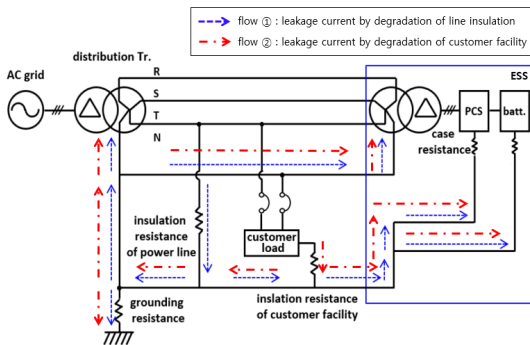 flow ① : leakage current by degradation of line insulation
flow ② : leakage current by degradation of customer facility
distribution Tr.
AC grid
R
S
T
N
ESS
PCS
batt.
case
resistance
insulation
resistance
of power line
customer
load
grounding
resistance
inslation resistance
of customer facility